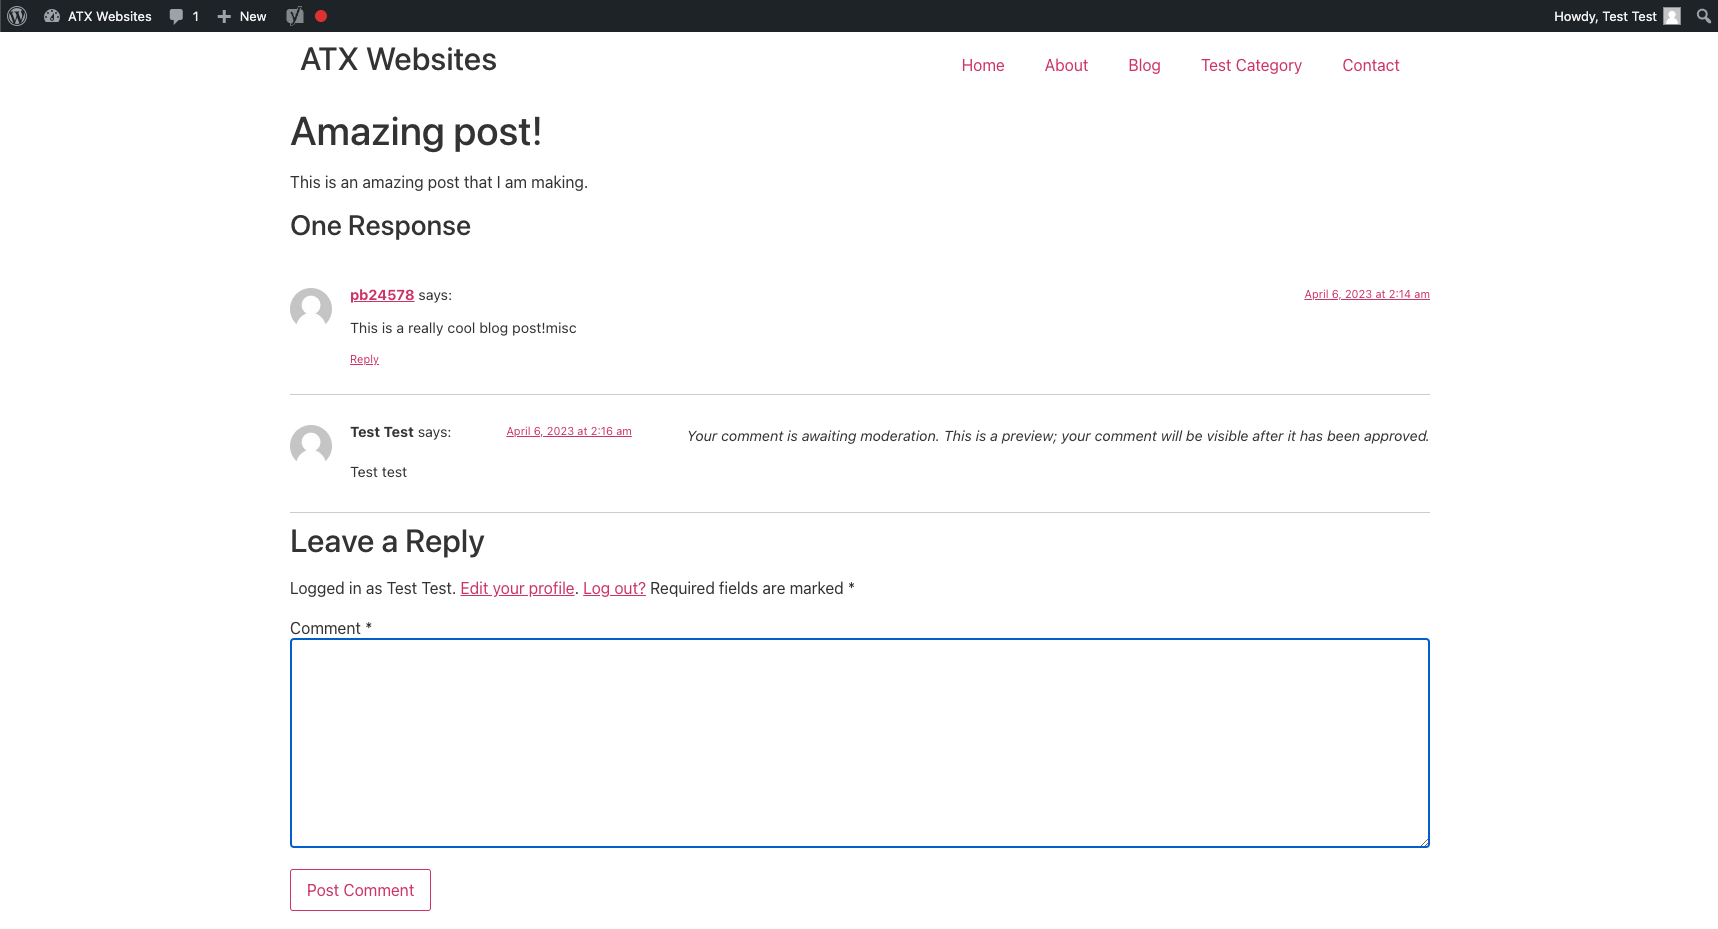 ATX Websites 1 New Howdy, Test Test
ATX Websites
Home About Blog Test Category Contact
Amazing post!
This is an amazing post that I am making.
One Response
pb24578 says: April 6, 2023 at 2:14 am
This is a really cool blog post!misc
Reply
Test Test says: April 6, 2023 at 2:16 am Your comment is awaiting moderation. This is a preview; your comment will be visible after it has been approved.
Test test
Leave a Reply
Logged in as Test Test. Edit your profile. Log out? Required fields are marked *
Comment *
Post Comment